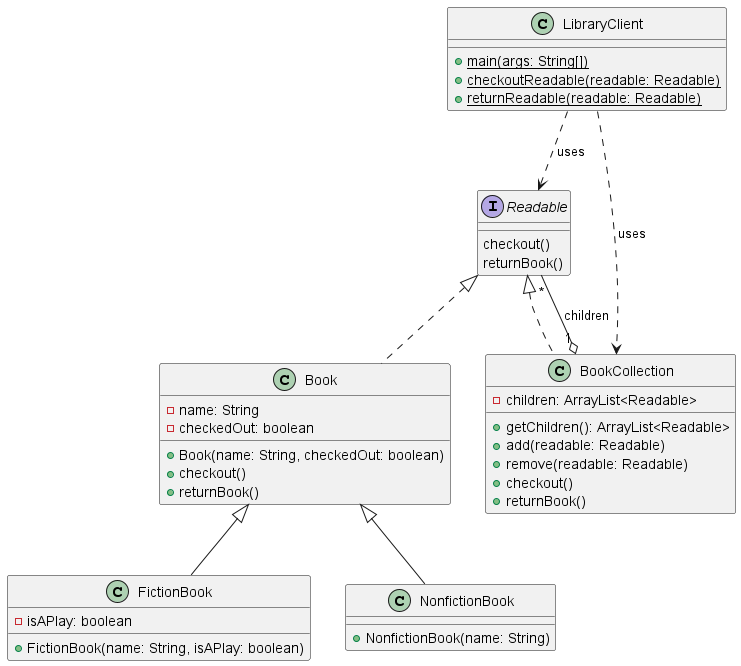 C LibraryClient
main(args: String[])
checkoutReadable(readable: Readable)
returnReadable(readable: Readable)
uses
I Readable
checkout()
returnBook()
uses
*
children
1
C Book
name: String
checkedOut: boolean
Book(name: String, checkedOut: boolean)
checkout()
returnBook()
C BookCollection
children: ArrayList<Readable>
getChildren(): ArrayList<Readable>
add(readable: Readable)
remove(readable: Readable)
checkout()
returnBook()
C FictionBook
isAPlay: boolean
FictionBook(name: String, isAPlay: boolean)
C NonfictionBook
NonfictionBook(name: String)